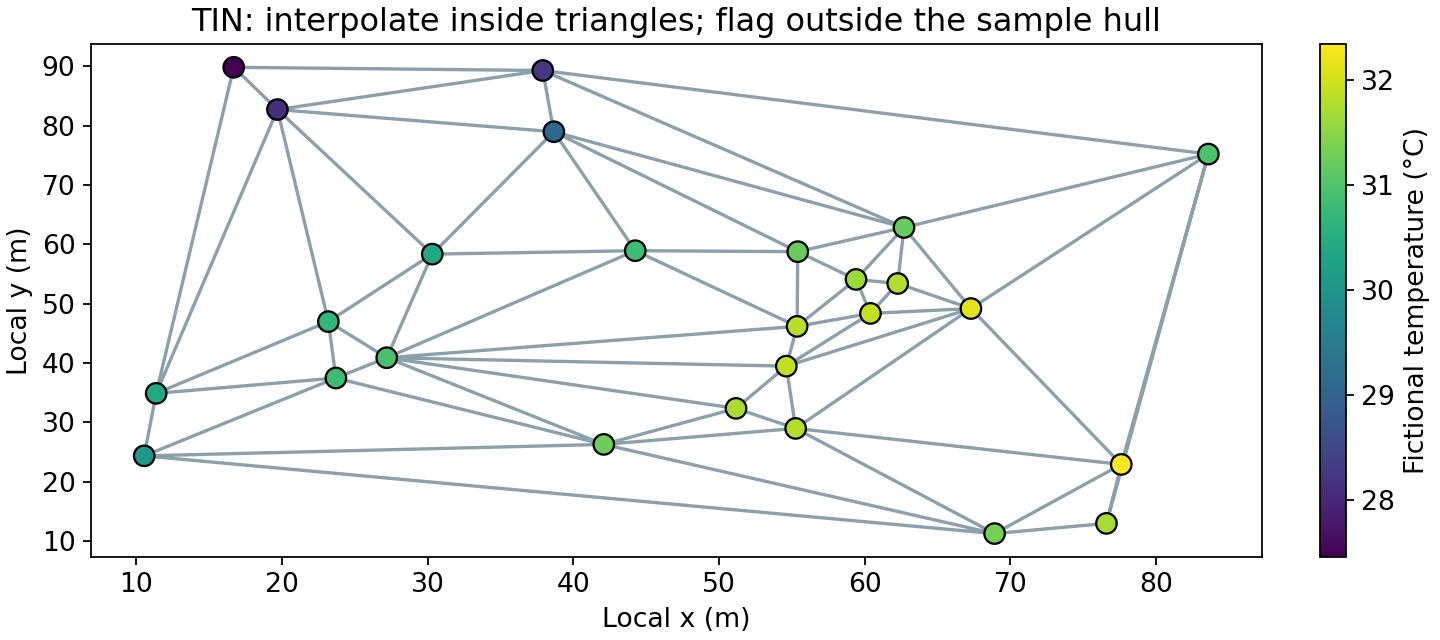 TIN: interpolate inside triangles; flag outside the sample hull
90
80
70
60
50
40
30
20
10
Local y (m)
10 20 30 40 50 60 70 80
Local x (m)
32
31
30
29
28
Fictional temperature (°C)